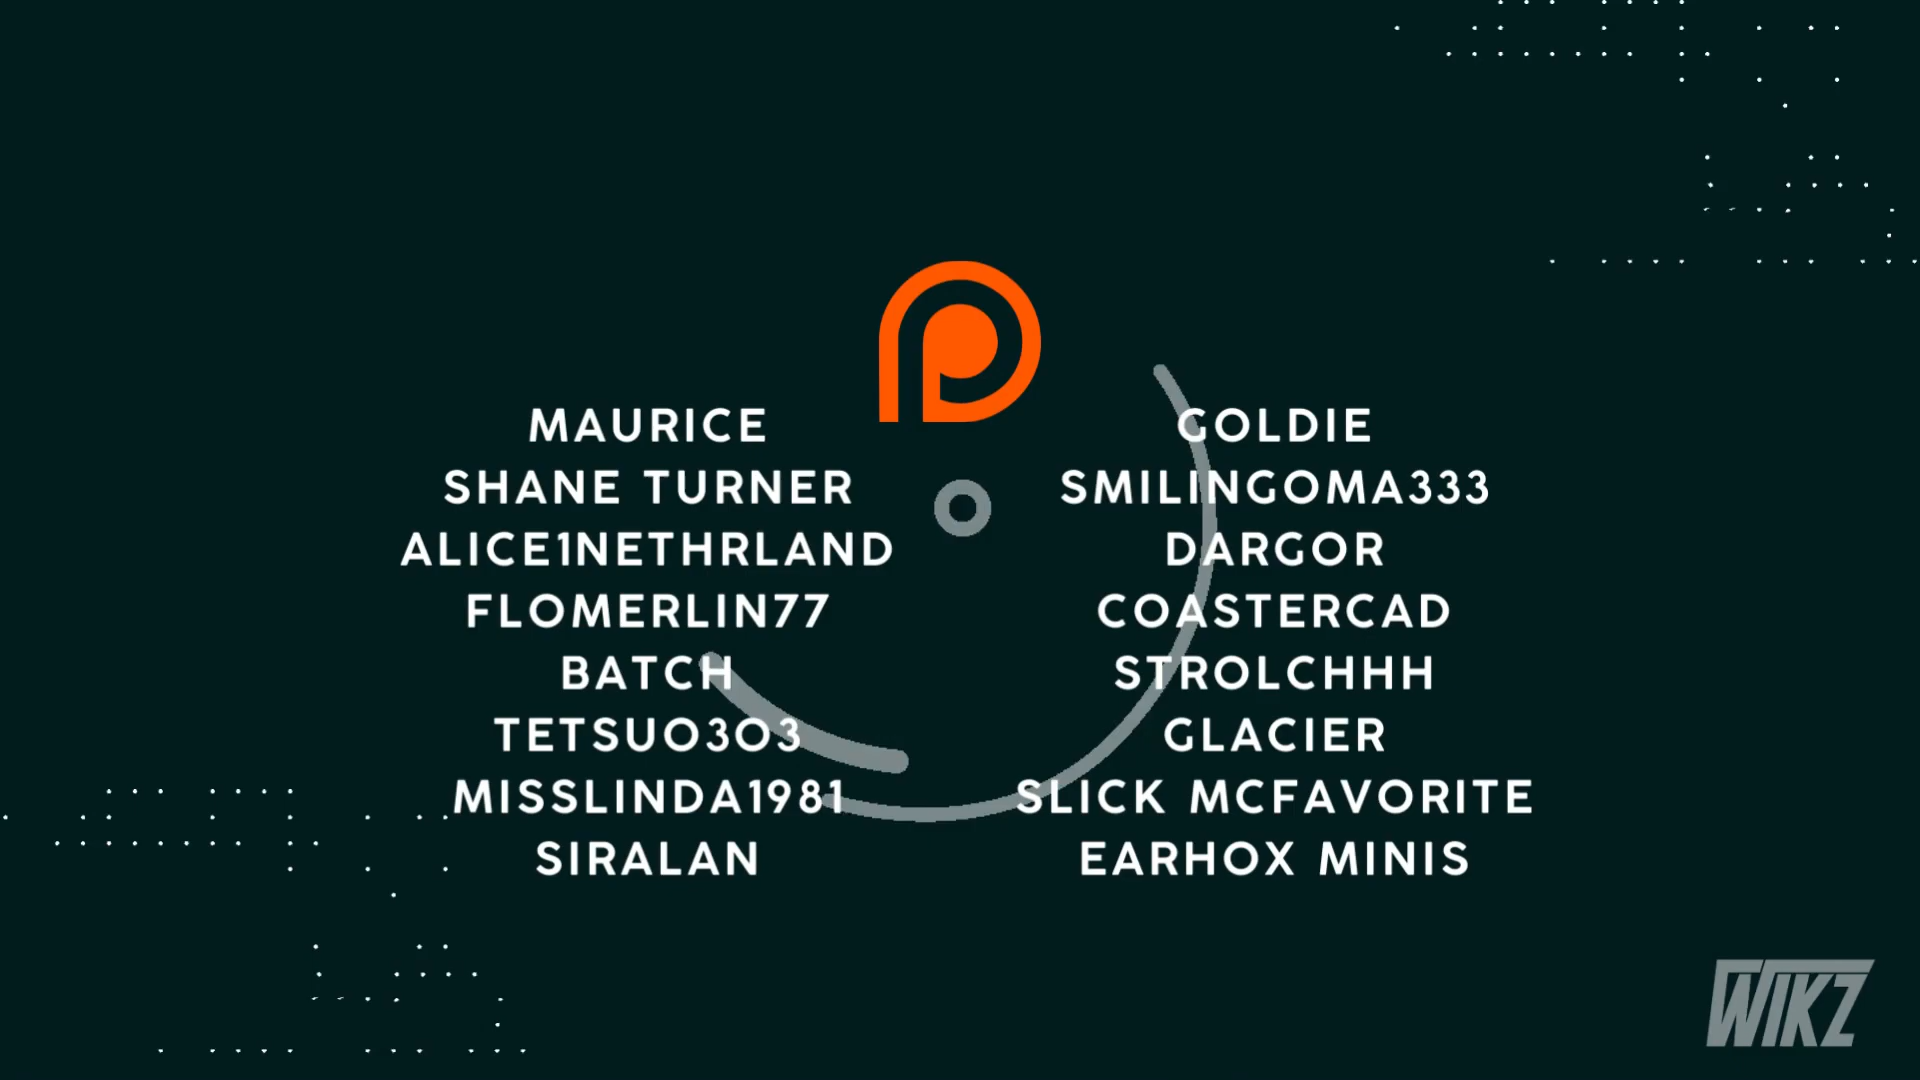 MAURICE
SHANE TURNER
ALICE1NETHRLAND
FLOMERLIN77
BATCH
TETSUO303
MISSLINDA1981
SIRALAN
GOLDIE
SMILINGOMA333
DARGOR
COASTERCAD
STROLCHHH
GLACIER
SLICK MCFAVORITE
EARHOX MINIS
WIKZ